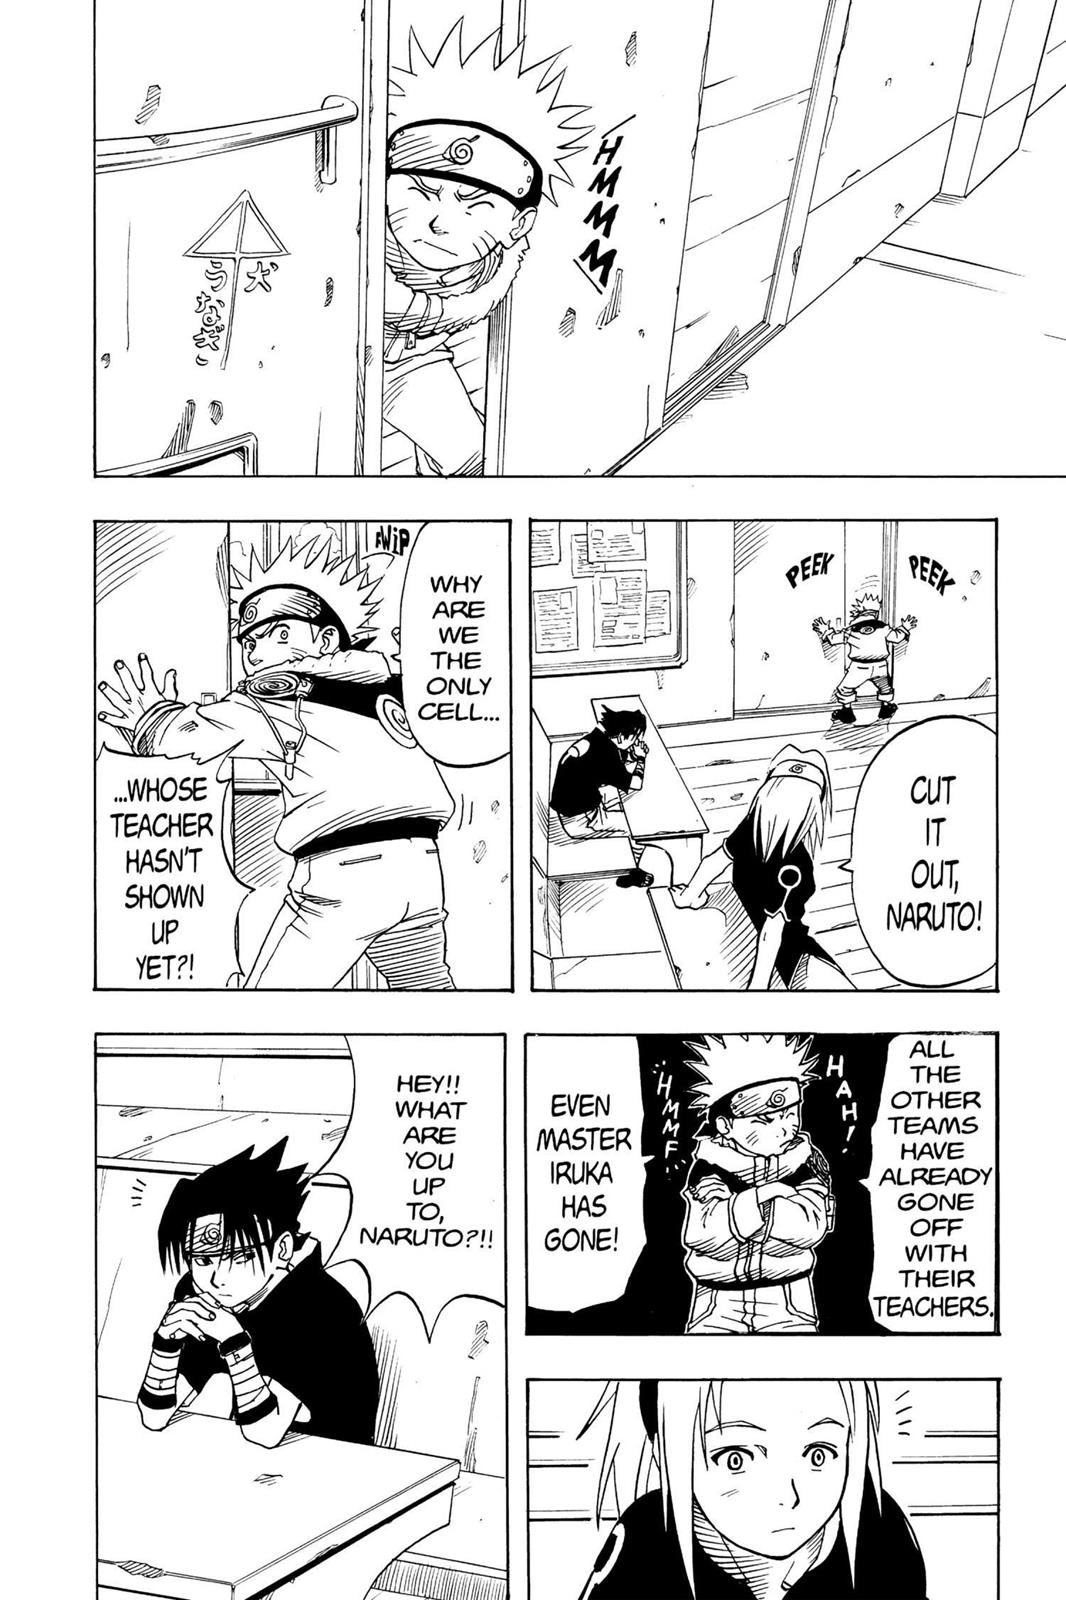 HMMM
犬
うなぎ
PEEK
PEEK
CUT
IT
OUT,
NARUTO!
FWIP
WHY
ARE
WE
THE
ONLY
CELL...
...WHOSE
TEACHER
HASN'T
SHOWN
UP
YET?!
ALL
THE
OTHER
TEAMS
HAVE
ALREADY
GONE
OFF
WITH
THEIR
TEACHERS.
HAH!
HMMF
EVEN
MASTER
IRUKA
HAS
GONE!
HEY!!
WHAT
ARE
YOU
UP
TO,
NARUTO?!!